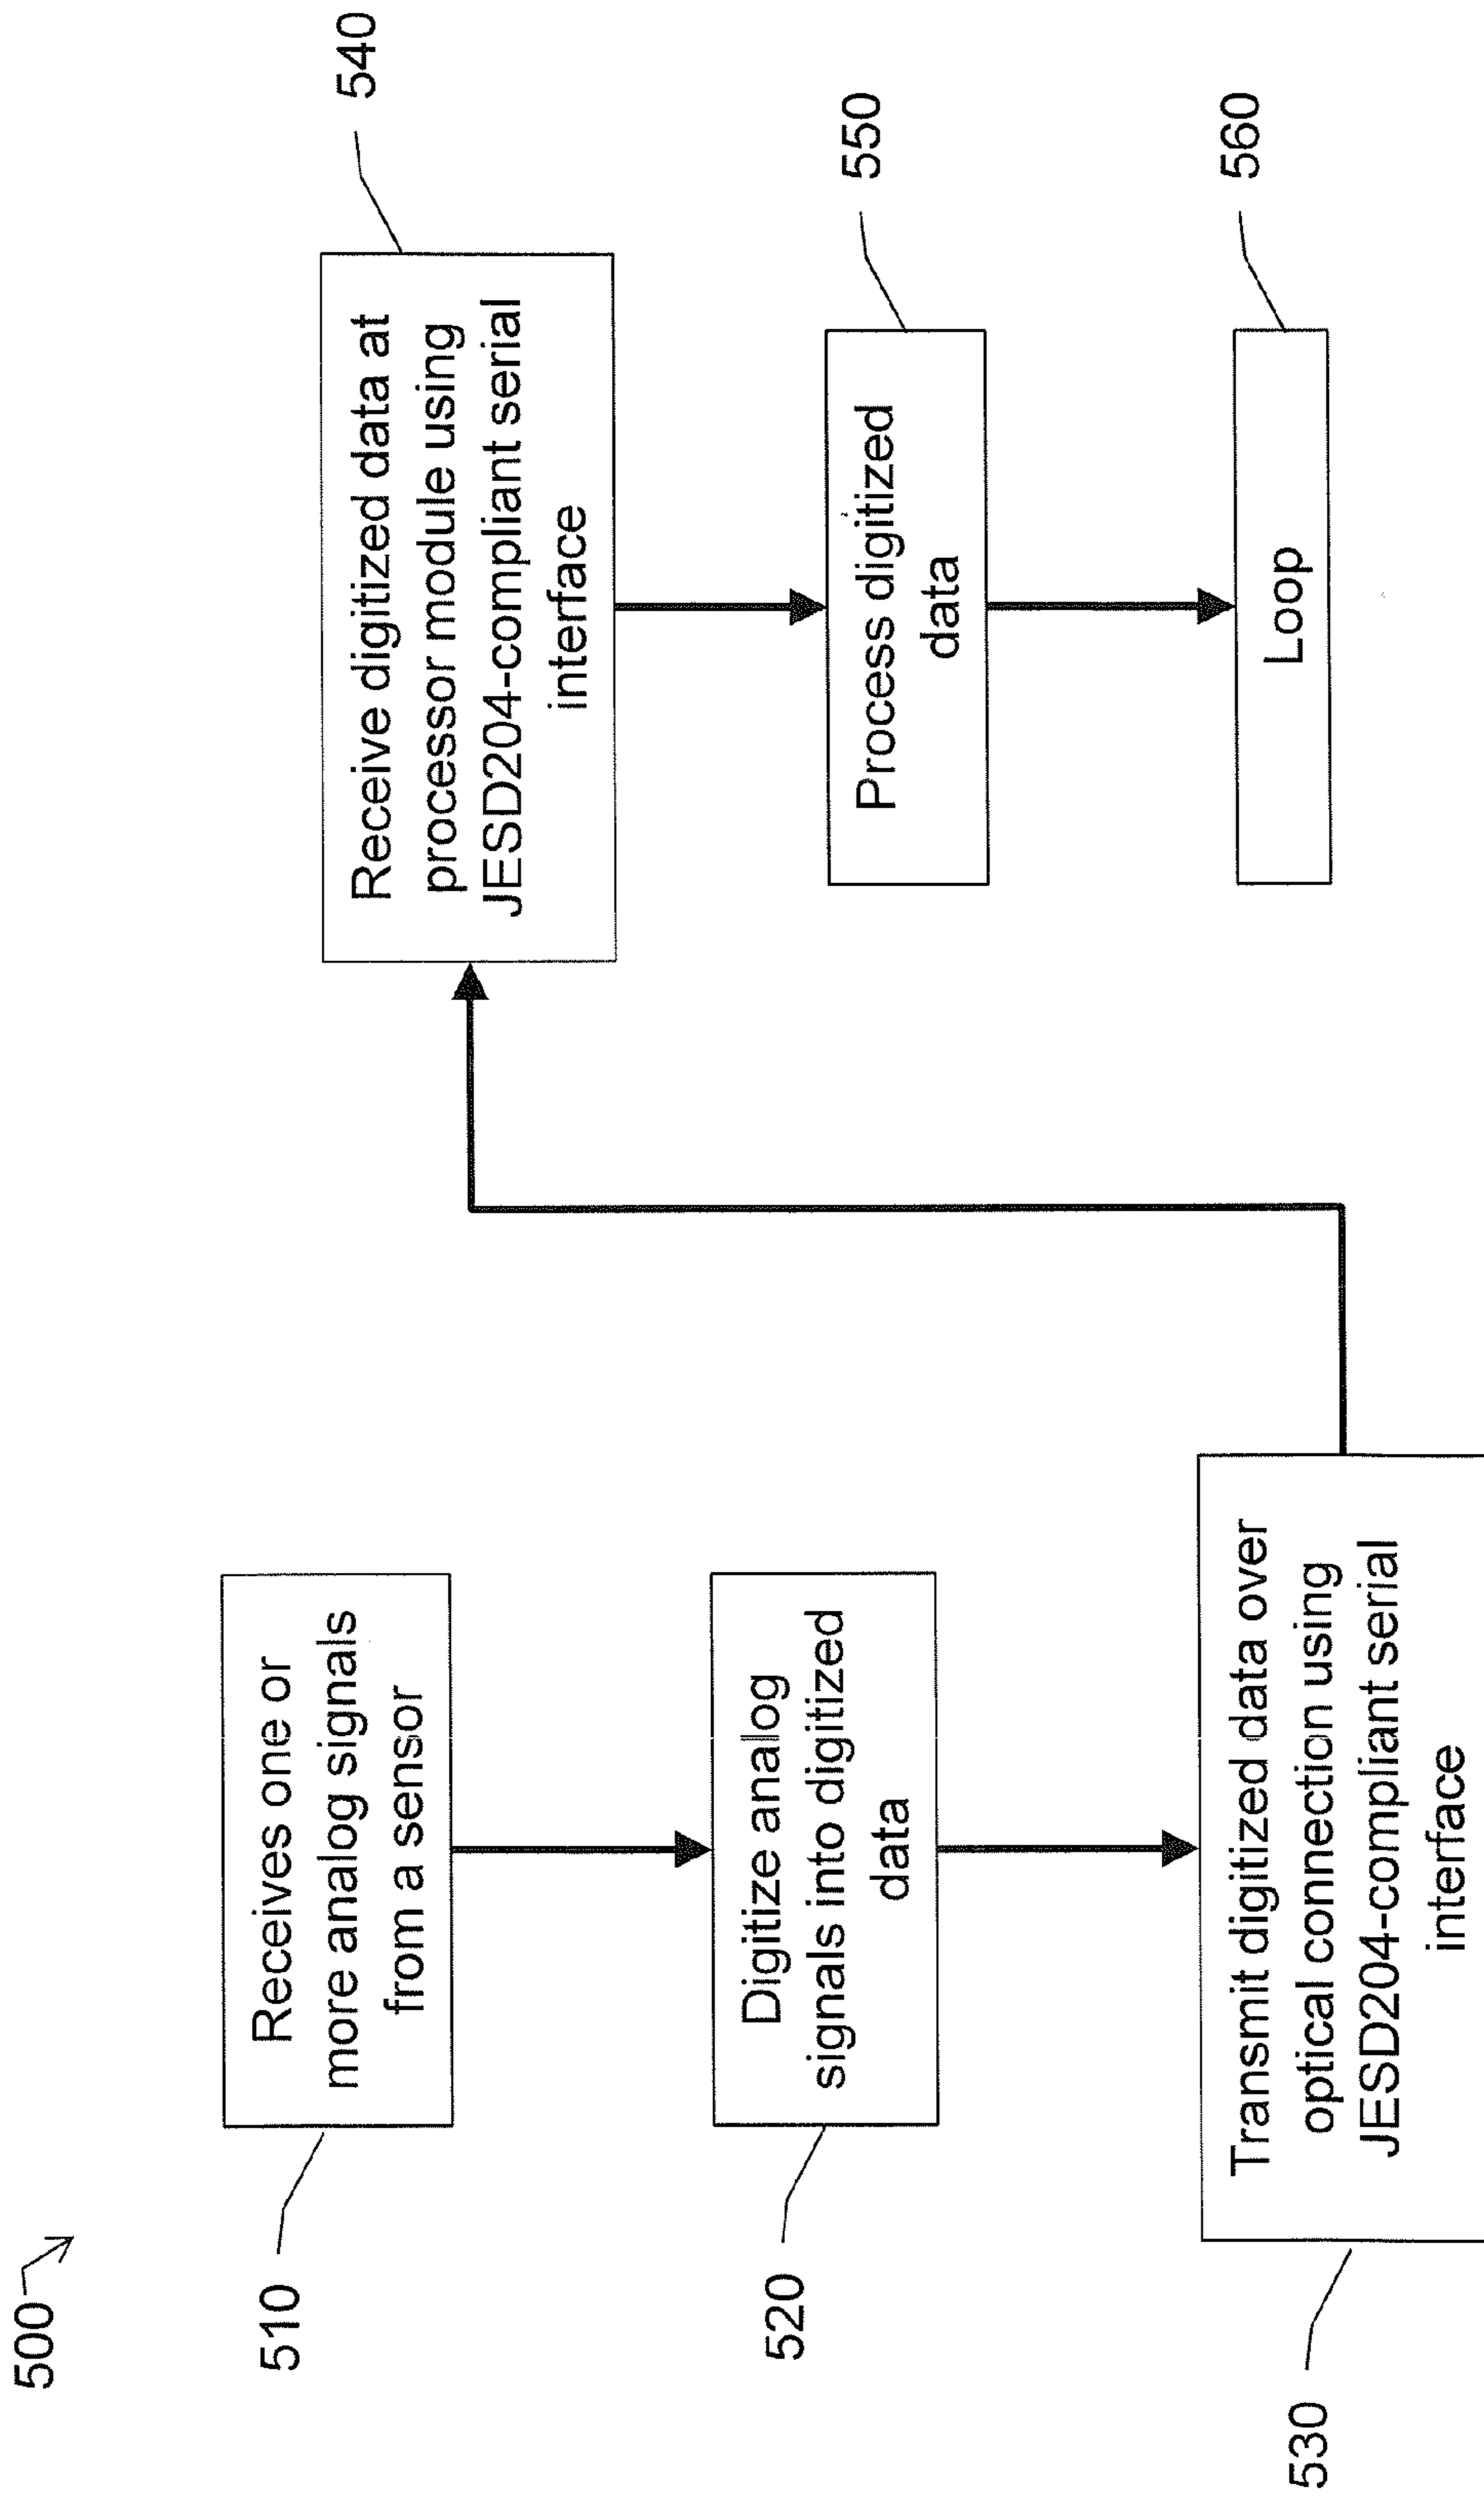 500
510
Receives one or
more analog signals
from a sensor
520
Digitize analog
signals into digitized
data
530
Transmit digitized data over
optical connection using
JESD204-compliant serial
interface
540
Receive digitized data at
processor module using
JESD204-compliant serial
interface
550
Process digitized
data
560
Loop